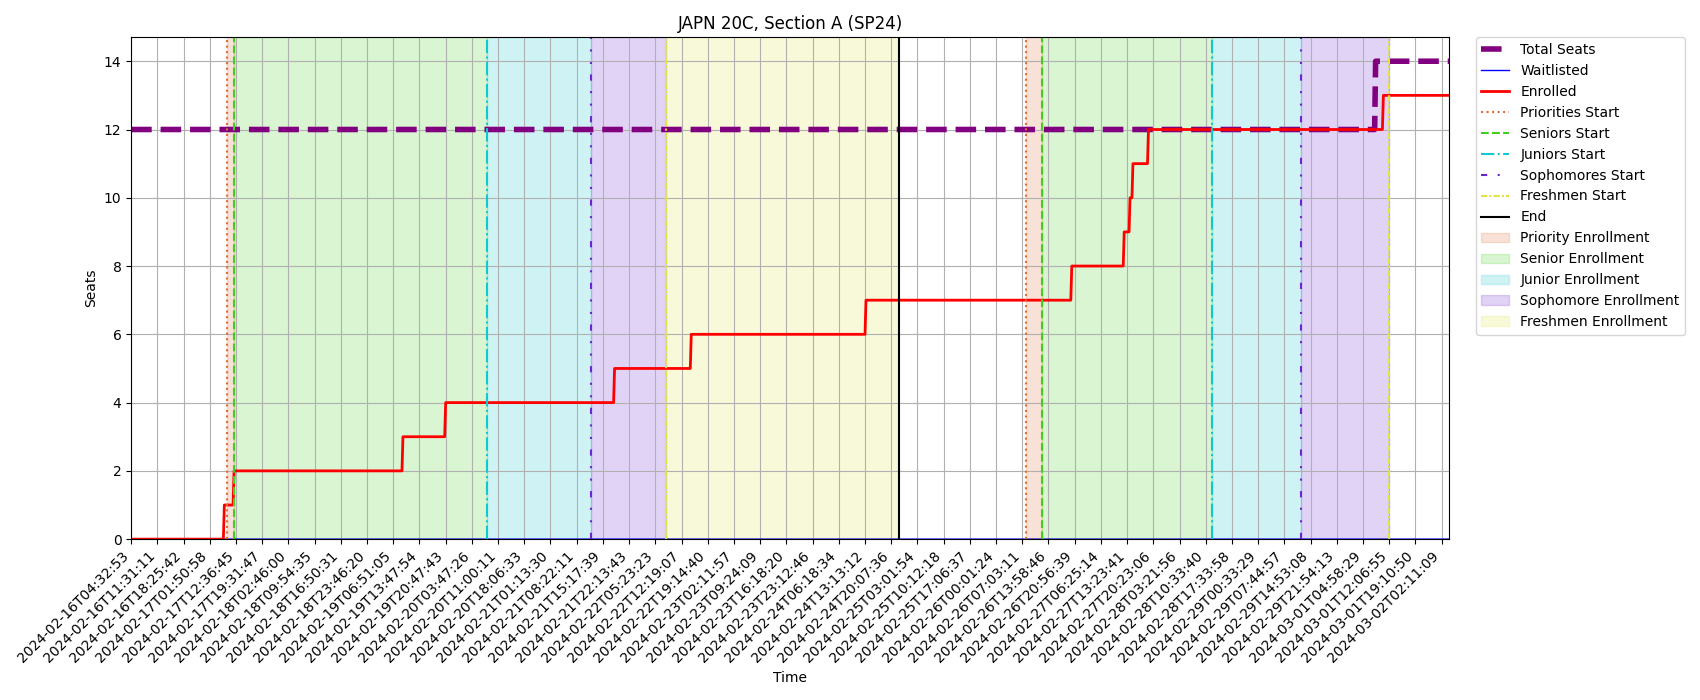 JAPN 20C, Section A (SP24)
Seats
14
12
10
8
6
4
2
0
2024-02-16T04:32:53
2024-02-16T11:31:11
2024-02-16T18:25:42
2024-02-17T01:50:58
2024-02-17T12:36:45
2024-02-17T19:31:47
2024-02-18T02:46:00
2024-02-18T09:54:35
2024-02-18T16:50:31
2024-02-18T23:46:20
2024-02-19T06:51:05
2024-02-19T13:47:54
2024-02-19T20:47:43
2024-02-20T03:47:26
2024-02-20T11:00:11
2024-02-20T18:06:33
2024-02-21T01:13:30
2024-02-21T08:22:11
2024-02-21T15:17:39
2024-02-21T22:13:43
2024-02-22T05:23:23
2024-02-22T12:19:07
2024-02-22T19:14:40
2024-02-23T02:11:57
2024-02-23T09:24:09
2024-02-23T16:18:20
2024-02-23T23:12:46
2024-02-24T06:18:34
2024-02-24T13:13:12
2024-02-24T20:07:36
2024-02-25T03:01:54
2024-02-25T10:12:18
2024-02-25T17:06:37
2024-02-26T00:01:24
2024-02-26T07:03:11
2024-02-26T13:58:46
2024-02-26T20:56:39
2024-02-27T06:25:14
2024-02-27T13:23:41
2024-02-27T20:23:06
2024-02-28T03:21:56
2024-02-28T10:33:40
2024-02-28T17:33:58
2024-02-29T00:33:29
2024-02-29T07:44:57
2024-02-29T14:53:08
2024-02-29T21:54:13
2024-03-01T04:58:29
2024-03-01T12:06:55
2024-03-01T19:10:50
2024-03-02T02:11:09
Time
Total Seats
Waitlisted
Enrolled
Priorities Start
Seniors Start
Juniors Start
Sophomores Start
Freshmen Start
End
Priority Enrollment
Senior Enrollment
Junior Enrollment
Sophomore Enrollment
Freshmen Enrollment